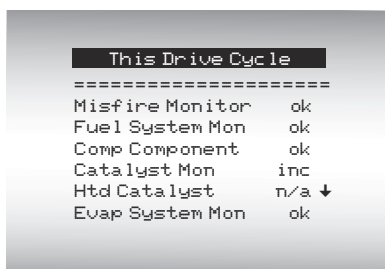 This Drive Cycle
=====================
Misfire Monitor ok
Fuel System Mon ok
Comp Component ok
Catalyst Mon inc
Htd Catalyst n/a ↓
Evap System Mon ok